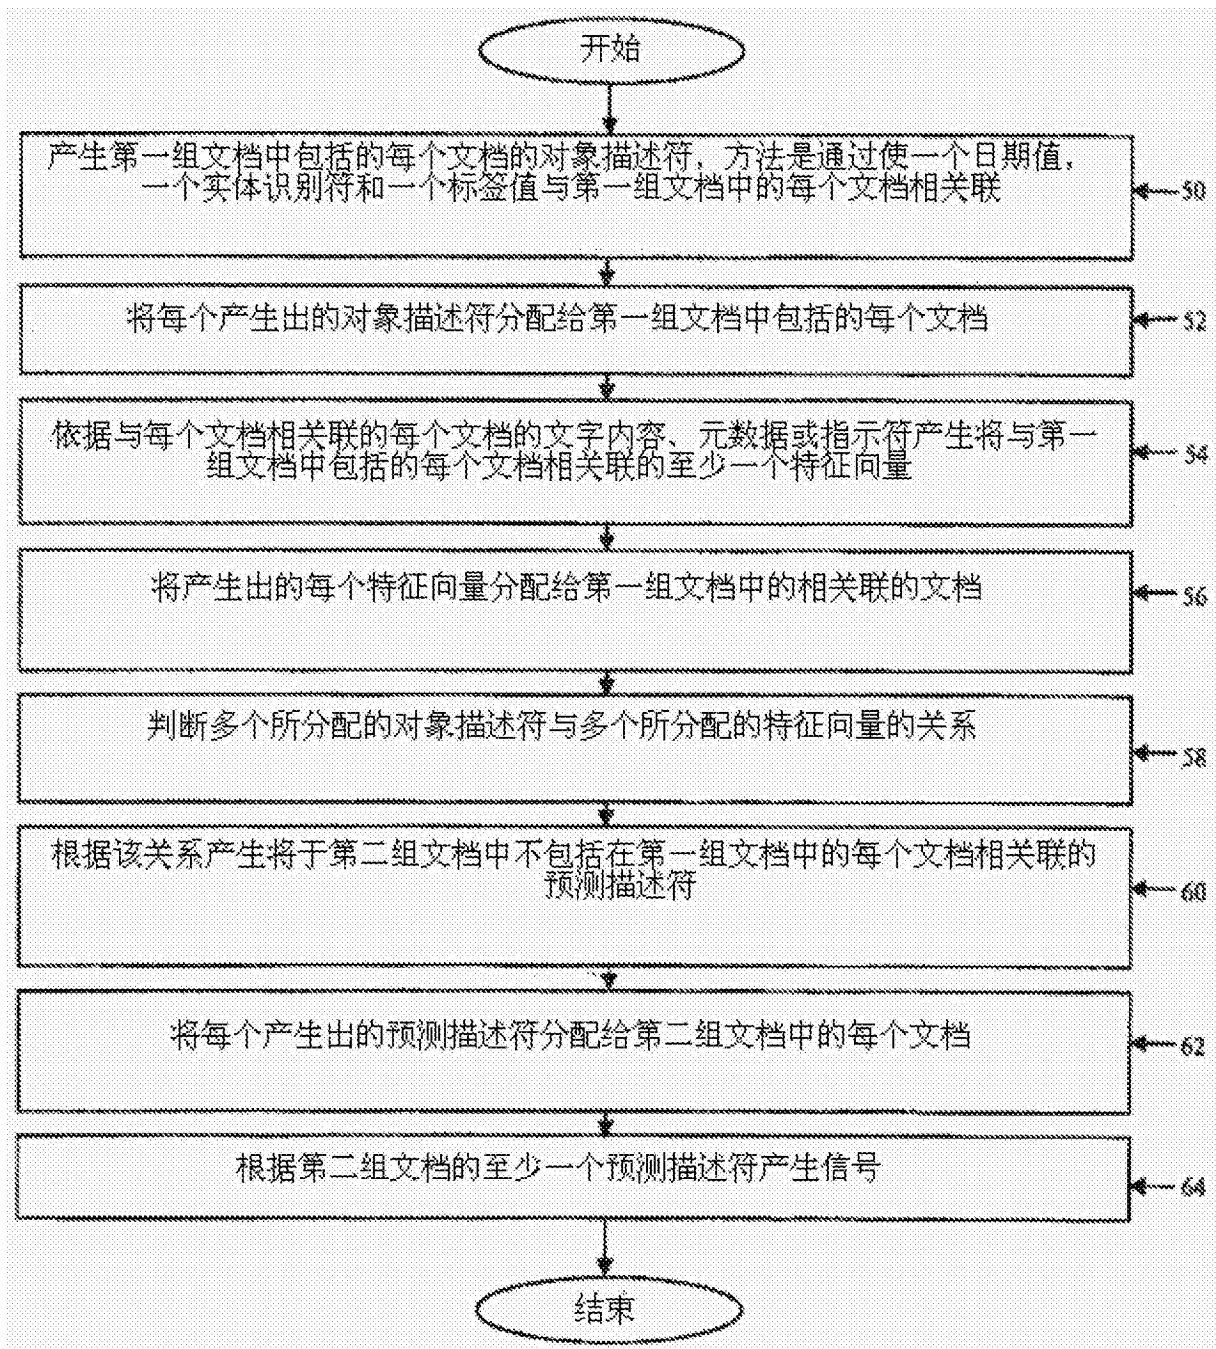 开始
产生第一组文档中包括的每个文档的对象描述符，方法是通过使一个日期值，
一个实体识别符和一个标签值与第一组文档中的每个文档相关联
50
将每个产生出的对象描述符分配给第一组文档中包括的每个文档
52
依据与每个文档相关联的每个文档的文字内容、元数据或指示符产生将与第一
组文档中包括的每个文档相关联的至少一个特征向量
54
将产生出的每个特征向量分配给第一组文档中的相关联的文档
56
判断多个所分配的对象描述符与多个所分配的特征向量的关系
58
根据该关系产生将于第二组文档中不包括在第一组文档中的每个文档相关联的
预测描述符
60
将每个产生出的预测描述符分配给第二组文档中的每个文档
62
根据第二组文档的至少一个预测描述符产生信号
64
结束